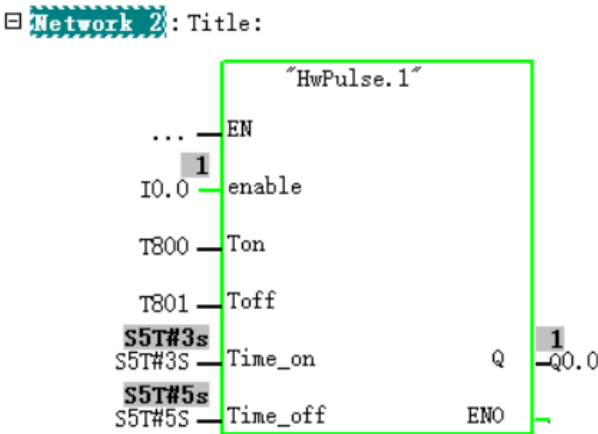 Network 2: Title:
"HwPulse.1"
... EN
1
I0.0 enable
T800 Ton
T801 Toff
S5T#3s
1
S5T#3S Time_on Q Q0.0
S5T#5s
S5T#5S Time_off ENO